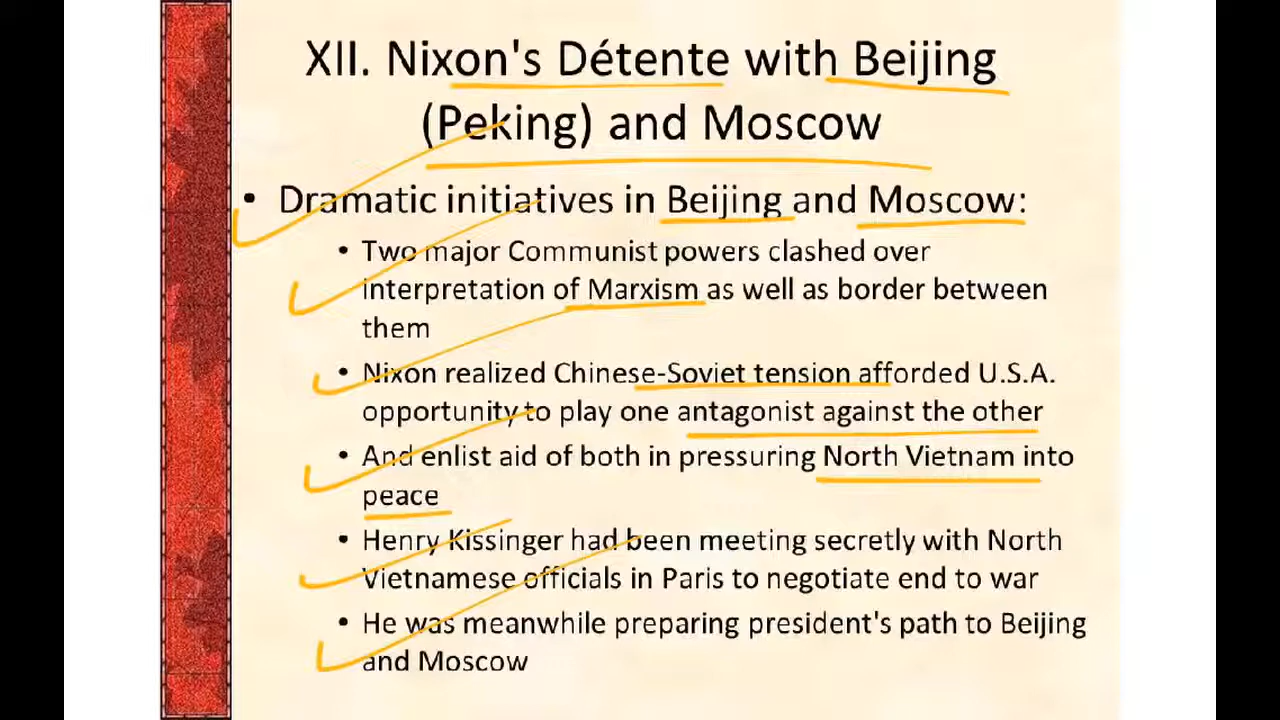 XII. Nixon's Détente with Beijing
(Peking) and Moscow
• Dramatic initiatives in Beijing and Moscow:
• Two major Communist powers clashed over
interpretation of Marxism as well as border between
them
• Nixon realized Chinese-Soviet tension afforded U.S.A.
opportunity to play one antagonist against the other
• And enlist aid of both in pressuring North Vietnam into
peace
• Henry Kissinger had been meeting secretly with North
Vietnamese officials in Paris to negotiate end to war
• He was meanwhile preparing president's path to Beijing
and Moscow